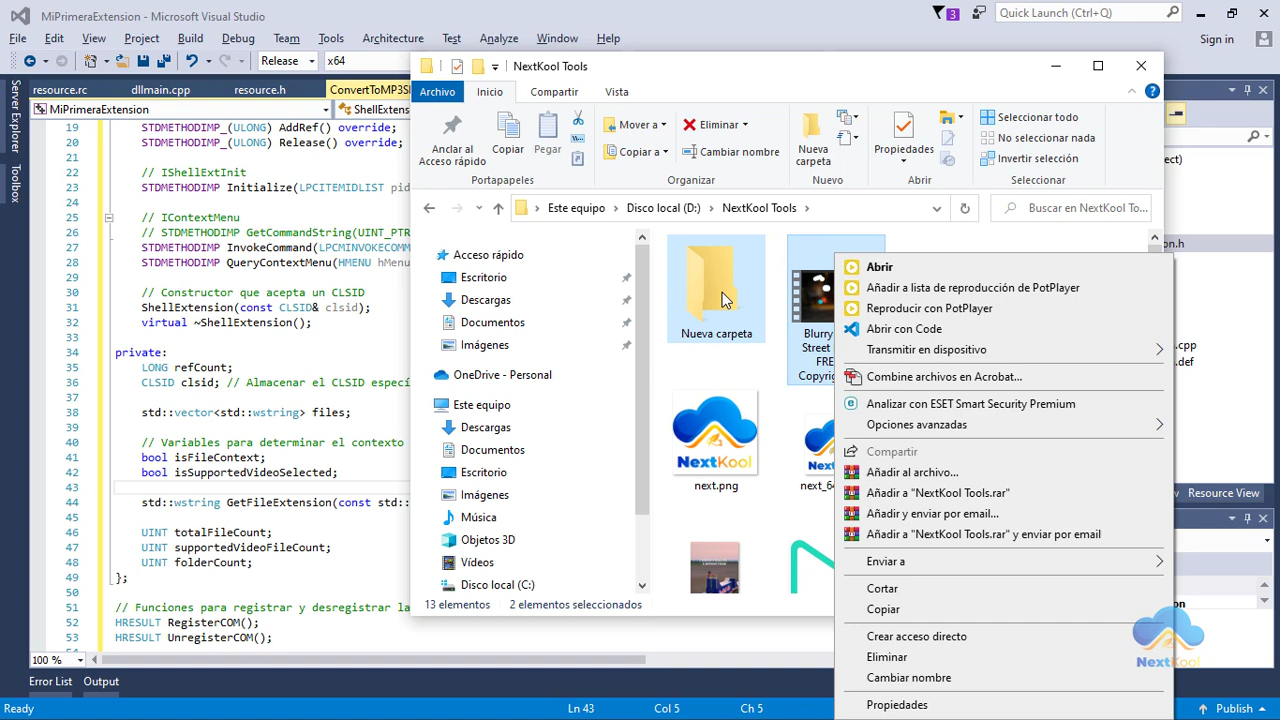 MiPrimeraExtension - Microsoft Visual Studio
3
Quick Launch (Ctrl+Q)
File Edit View Project Build Debug Team Tools Architecture Test Analyze Window Help
Sign in
Release x64
resource.rc dllmain.cpp resource.h
MiPrimeraExtension
Server Explorer
Toolbox
19 STDMETHODIMP_(ULONG) AddRef() override;
20 STDMETHODIMP_(ULONG) Release() override;
21
22 // IShellExtInit
23 STDMETHODIMP Initialize(LPCITEMIDLIST pid
24
25 // IContextMenu
26 // STDMETHODIMP GetCommandString(UINT_PTR
27 STDMETHODIMP InvokeCommand(LPCMINVOKECOMM
28 STDMETHODIMP QueryContextMenu(HMENU hMenu
29
30 // Constructor que acepta un CLSID
31 ShellExtension(const CLSID& clsid);
32 virtual ~ShellExtension();
33
34 private:
35 LONG refCount;
36 CLSID clsid; // Almacenar el CLSID especí
37
38 std::vector<std::wstring> files;
39
40 // Variables para determinar el contexto
41 bool isFileContext;
42 bool isSupportedVideoSelected;
43
44 std::wstring GetFileExtension(const std::
45
46 UINT totalFileCount;
47 UINT supportedVideoFileCount;
48 UINT folderCount;
49 };
50
51 // Funciones para registrar y desregistrar la
52 HRESULT RegisterCOM();
53 HRESULT UnregisterCOM();
100 %
Error List Output
Ready
Ln 43 Col 5 Ch 5
Publish
Resource View
NextKool Tools
Archivo Inicio Compartir Vista
Anclar al
Acceso rápido
Copiar
Pegar
Portapapeles
Mover a
Copiar a
Eliminar
Cambiar nombre
Organizar
Nueva
carpeta
Nuevo
Propiedades
Abrir
Seleccionar todo
No seleccionar nada
Invertir selección
Seleccionar
Este equipo > Disco local (D:) > NextKool Tools >
Buscar en NextKool To...
Acceso rápido
Escritorio
Descargas
Documentos
Imágenes
OneDrive - Personal
Este equipo
Descargas
Documentos
Escritorio
Imágenes
Música
Objetos 3D
Vídeos
Disco local (C:)
Nueva carpeta
Blurry
Street
FRE
Copyrig
NextKool
next.png
next_64
13 elementos 2 elementos seleccionados
Abrir
Añadir a lista de reproducción de PotPlayer
Reproducir con PotPlayer
Abrir con Code
Transmitir en dispositivo
Combine archivos en Acrobat...
Analizar con ESET Smart Security Premium
Opciones avanzadas
Compartir
Añadir al archivo...
Añadir a "NextKool Tools.rar"
Añadir y enviar por email...
Añadir a "NextKool Tools.rar" y enviar por email
Enviar a
Cortar
Copiar
Crear acceso directo
Eliminar
Cambiar nombre
Propiedades
NextKool